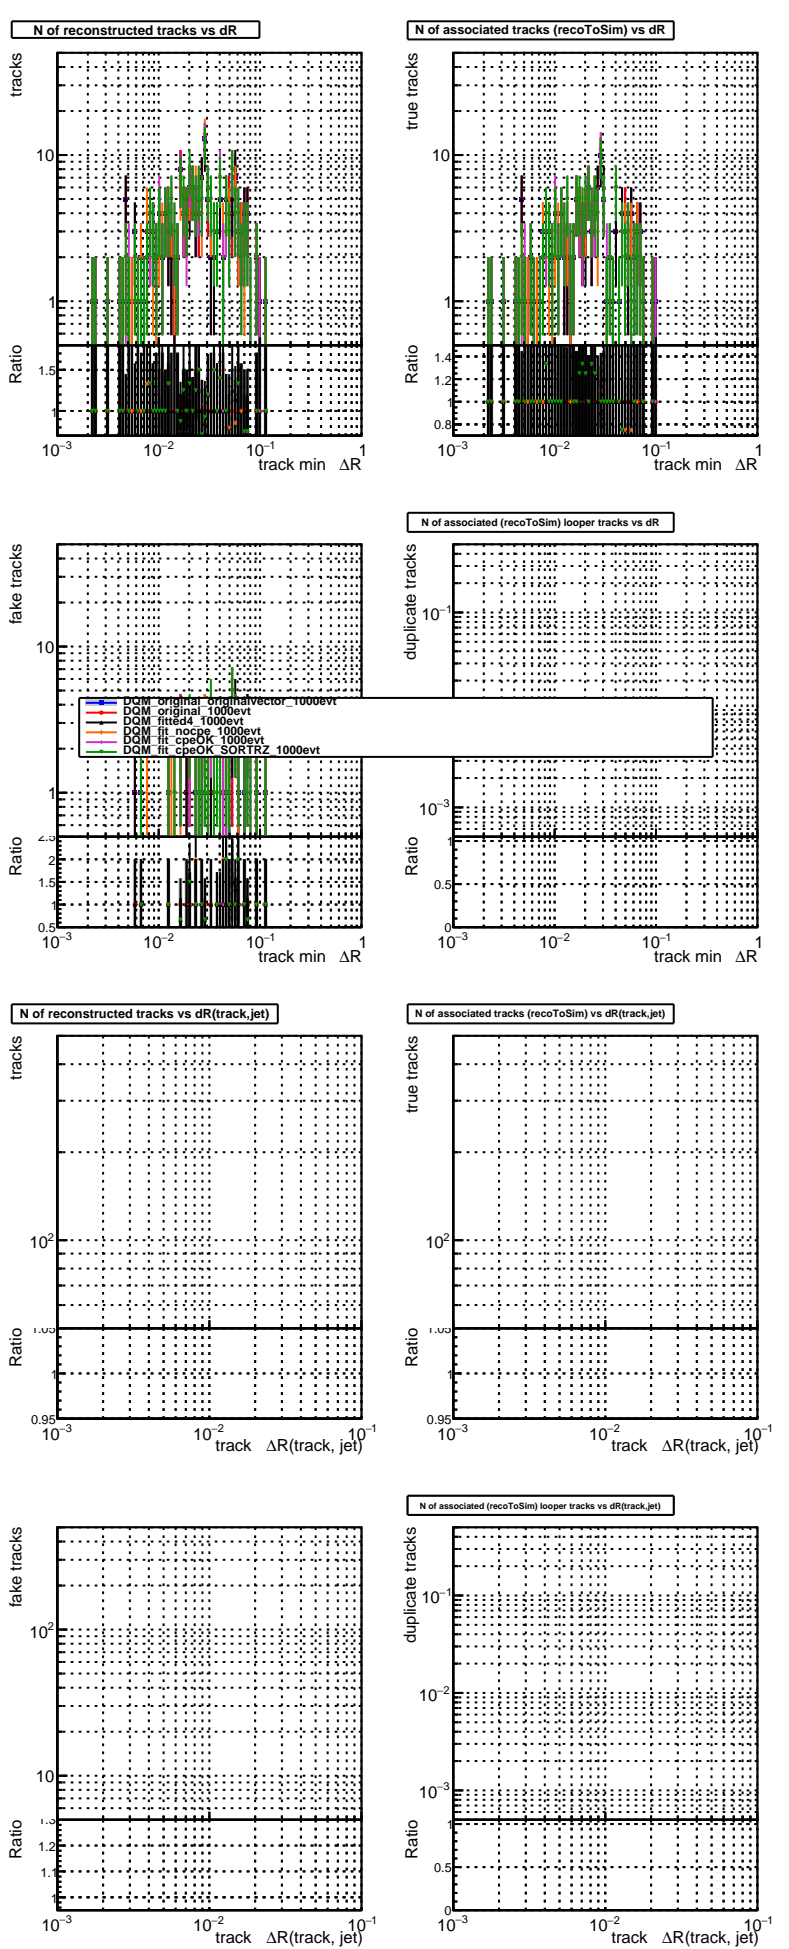 N of reconstructed tracks vs dR
tracks
10
1
Ratio
1.5
1
10−3
10−2
10−1
1
track min ΔR
N of associated tracks (recoToSim) vs dR
true tracks
10
1
Ratio
1.4
1.2
1
0.8
10−3
10−2
10−1
1
track min ΔR
fake tracks
10
1
Ratio
2.5
2
1.5
1
0.5
10−3
10−2
10−1
1
track min ΔR
N of associated (recoToSim) looper tracks vs dR
duplicate tracks
10−1
10−3
Ratio
1
0.5
0
10−3
10−2
10−1
1
track min ΔR
DQM_original_originalvector_1000evt
DQM_original_1000evt
DQM_fitted4_1000evt
DQM_fit_nocpe_1000evt
DQM_fit_cpeOK_1000evt
DQM_fit_cpeOK_SORTRZ_1000evt
N of reconstructed tracks vs dR(track,jet)
tracks
102
Ratio
1.05
1
0.95
10−3
10−2
10−1
track ΔR(track, jet)
N of associated tracks (recoToSim) vs dR(track,jet)
true tracks
102
Ratio
1.05
1
0.95
10−3
10−2
10−1
track ΔR(track, jet)
fake tracks
102
10
Ratio
1.3
1.2
1.1
1
10−3
10−2
10−1
track ΔR(track, jet)
N of associated (recoToSim) looper tracks vs dR(track,jet)
duplicate tracks
10−1
10−2
10−3
Ratio
1
0.5
0
10−3
10−2
10−1
track ΔR(track, jet)